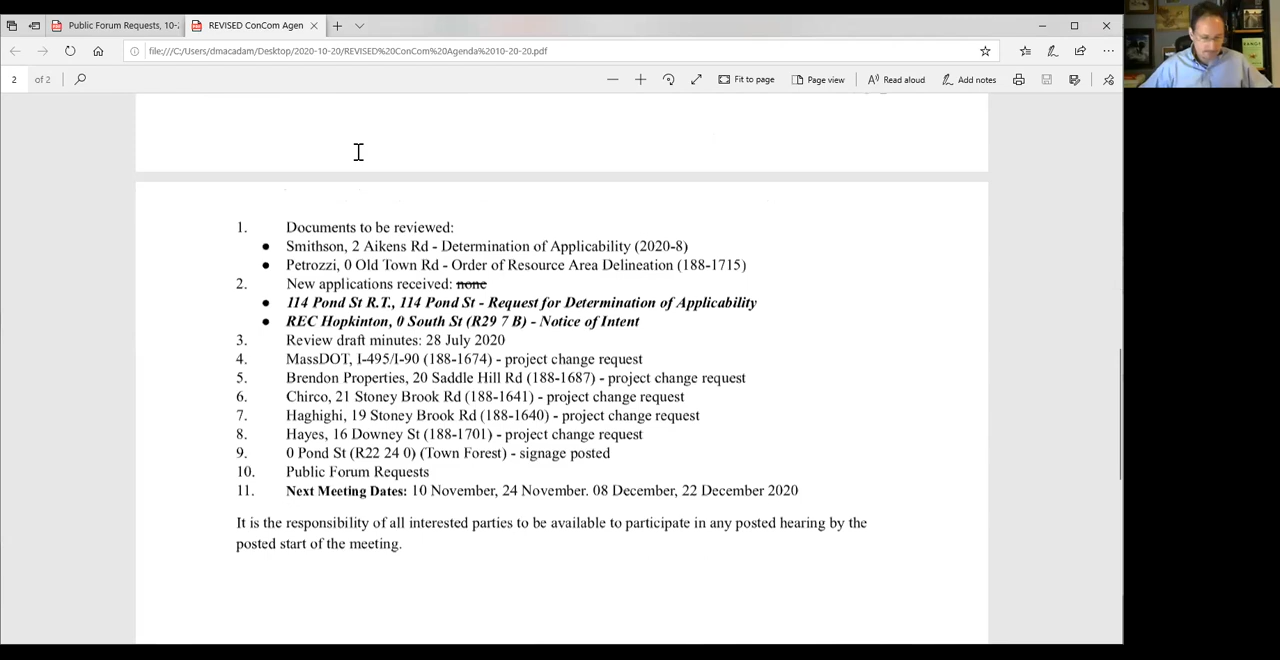 Public Forum Requests, 10-2
REVISED ConCom Agen
file:///C:/Users/dmacadam/Desktop/2020-10-20/REVISED%20ConCom%20Agenda%2010-20-20.pdf
2 of 2
Fit to page
Page view
Read aloud
Add notes
1. Documents to be reviewed:
● Smithson, 2 Aikens Rd - Determination of Applicability (2020-8)
● Petrozzi, 0 Old Town Rd - Order of Resource Area Delineation (188-1715)
2. New applications received: none
● 114 Pond St R.T., 114 Pond St - Request for Determination of Applicability
● REC Hopkinton, 0 South St (R29 7 B) - Notice of Intent
3. Review draft minutes: 28 July 2020
4. MassDOT, I-495/I-90 (188-1674) - project change request
5. Brendon Properties, 20 Saddle Hill Rd (188-1687) - project change request
6. Chirco, 21 Stoney Brook Rd (188-1641) - project change request
7. Haghighi, 19 Stoney Brook Rd (188-1640) - project change request
8. Hayes, 16 Downey St (188-1701) - project change request
9. 0 Pond St (R22 24 0) (Town Forest) - signage posted
10. Public Forum Requests
11. Next Meeting Dates: 10 November, 24 November. 08 December, 22 December 2020
It is the responsibility of all interested parties to be available to participate in any posted hearing by the
posted start of the meeting.